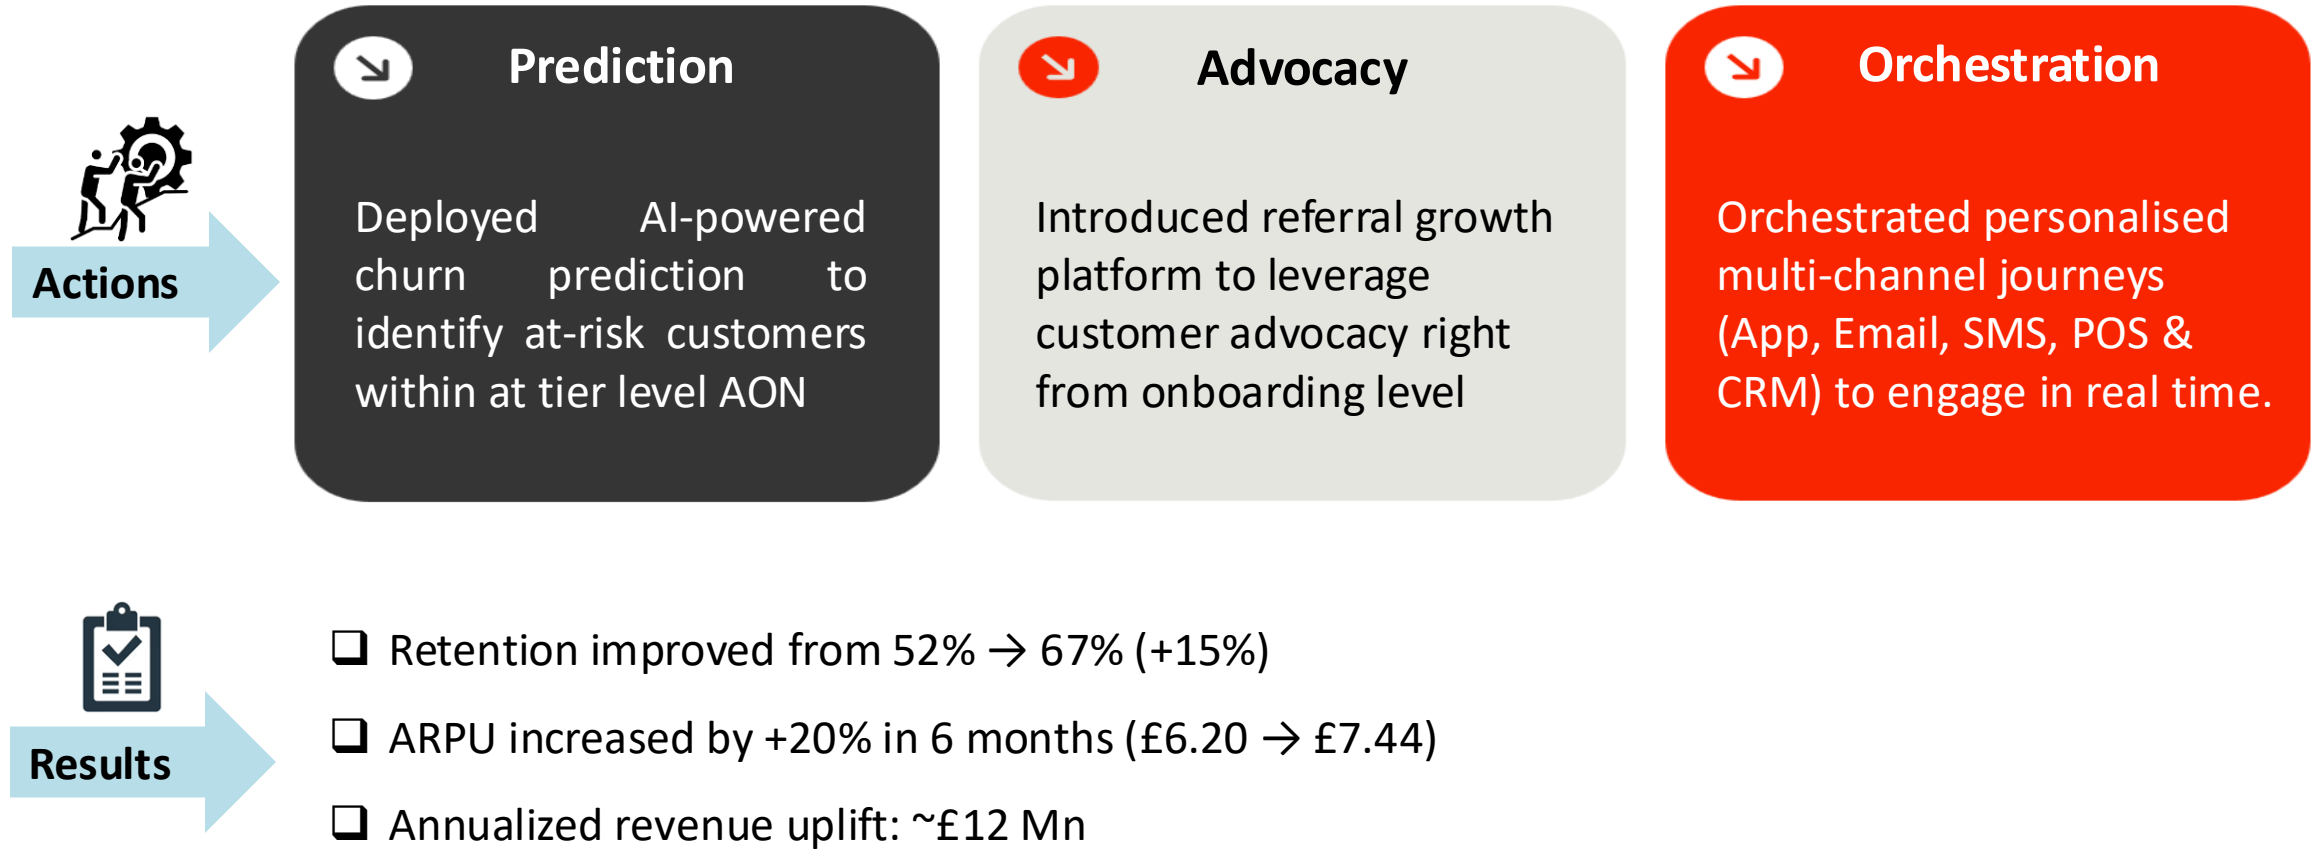 Prediction
Deployed AI-powered
churn prediction to
identify at-risk customers
within at tier level AON
Advocacy
Introduced referral growth
platform to leverage
customer advocacy right
from onboarding level
Orchestration
Orchestrated personalised
multi-channel journeys
(App, Email, SMS, POS &
CRM) to engage in real time.
Actions
Results
Retention improved from 52% → 67% (+15%)
ARPU increased by +20% in 6 months (£6.20 → £7.44)
Annualized revenue uplift: ~£12 Mn